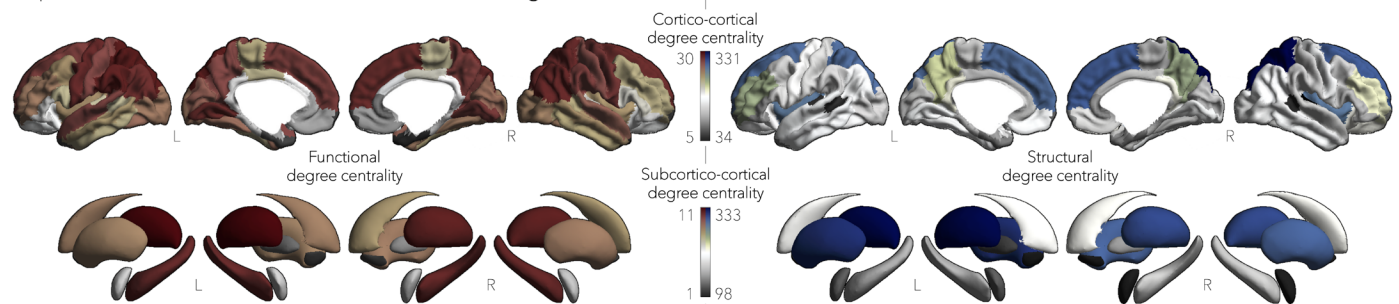 Cortico-cortical
degree centrality
30 331
5 34
L R L R
Functional
degree centrality
Structural
degree centrality
Subcortico-cortical
degree centrality
11 333
1 98
L R L R